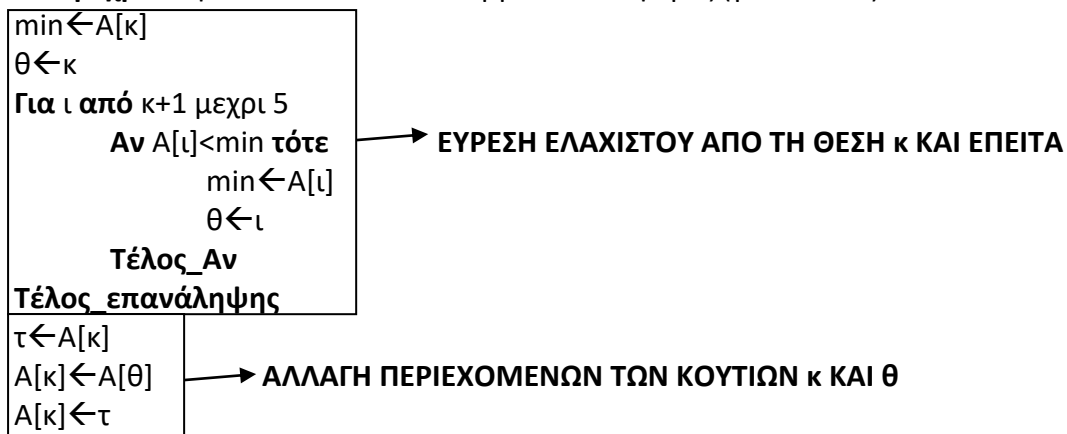 min←Α[κ]
θ←κ
Για ι από κ+1 μεχρι 5
Αν Α[ι]<min τότε
ΕΥΡΕΣΗ ΕΛΑΧΙΣΤΟΥ ΑΠΟ ΤΗ ΘΕΣΗ κ ΚΑΙ ΕΠΕΙΤΑ
min←Α[ι]
θ←ι
Τέλος_Αν
Τέλος_επανάληψης
τ←Α[κ]
Α[κ]←Α[θ]
ΑΛΛΑΓΗ ΠΕΡΙΕΧΟΜΕΝΩΝ ΤΩΝ ΚΟΥΤΙΩΝ κ ΚΑΙ θ
Α[κ]←τ